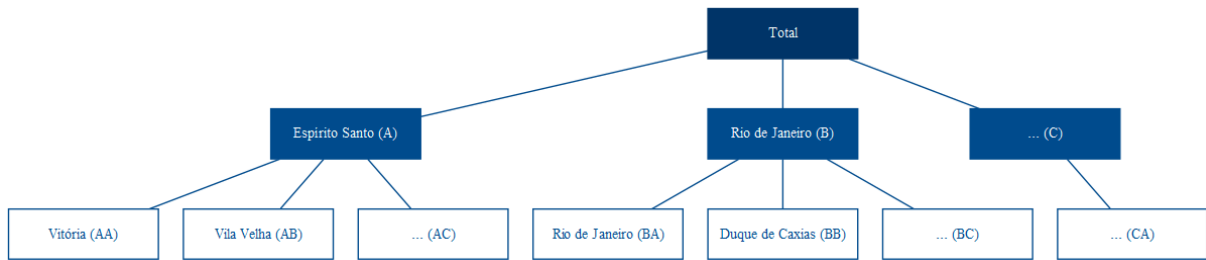 Total
Espírito Santo (A)
Rio de Janeiro (B)
... (C)
Vitória (AA)
Vila Velha (AB)
... (AC)
Rio de Janeiro (BA)
Duque de Caxias (BB)
... (BC)
... (CA)